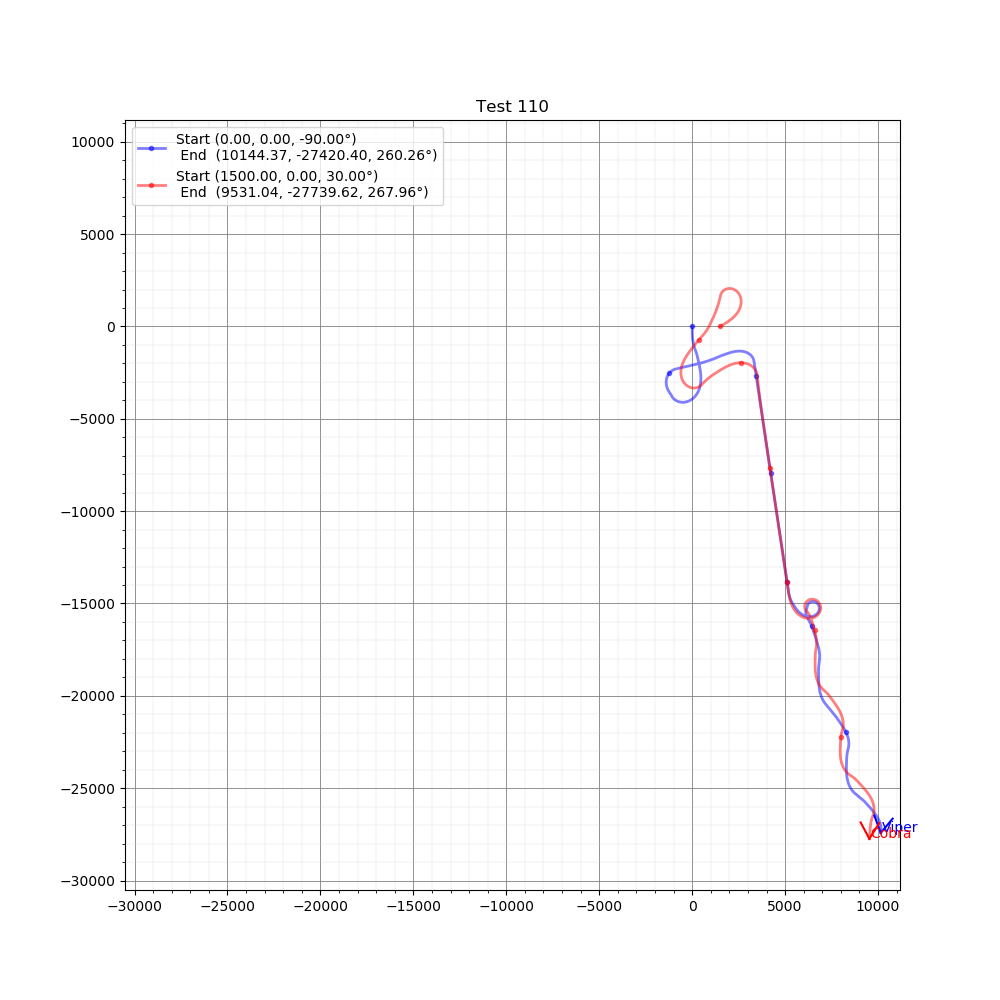 Test 110
Start (0.00, 0.00, -90.00°)
End  (10144.37, -27420.40, 260.26°)
Start (1500.00, 0.00, 30.00°)
End  (9531.04, -27739.62, 267.96°)
10000
5000
0
−5000
−10000
−15000
−20000
−25000
−30000
Viper
Cobra
−30000 −25000 −20000 −15000 −10000 −5000 0 5000 10000